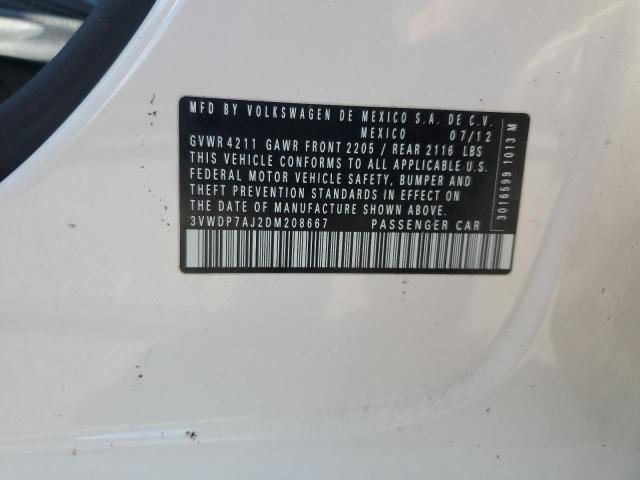 MFD BY VOLKSWAGEN DE MEXICO S.A. DE C.V.
MEXICO 07/12
GVWR 4211 GAWR FRONT 2205 / REAR 2116 LBS
THIS VEHICLE CONFORMS TO ALL APPLICABLE U.S.
FEDERAL MOTOR VEHICLE SAFETY, BUMPER AND
THEFT PREVENTION STANDARDS IN EFFECT ON
THE DATE OF MANUFACTURE SHOWN ABOVE.
3VWDP7AJ2DM208667 PASSENGER CAR
3016599 1013 M